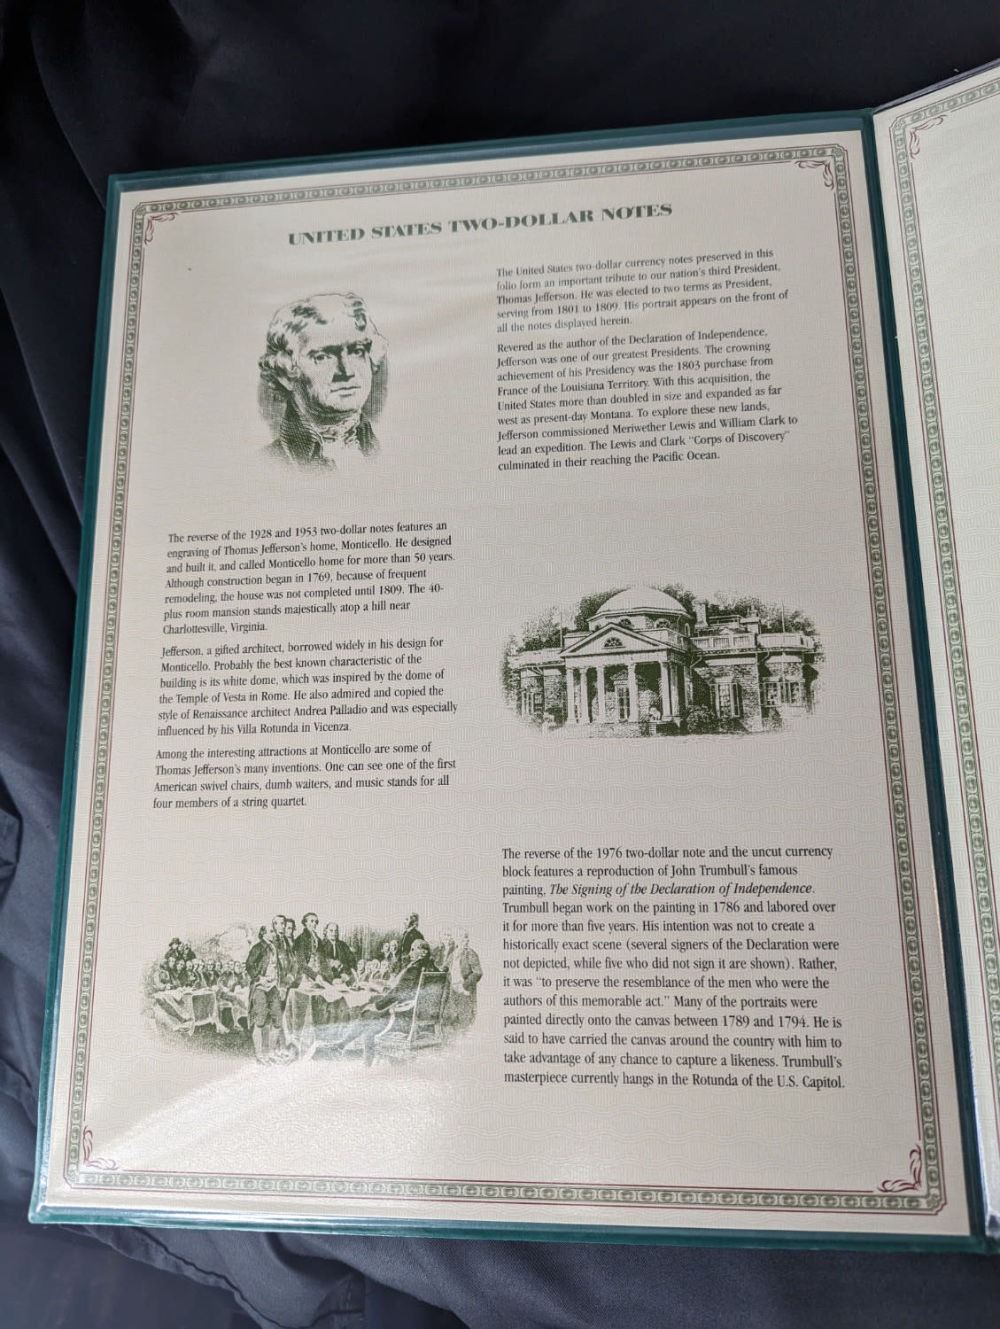 UNITED STATES TWO-DOLLAR NOTES
The United States two-dollar currency notes preserved in this
folio form an important tribute to our nation's third President,
Thomas Jefferson. He was elected to two terms as President,
serving from 1801 to 1809. His portrait appears on the front of
all the notes displayed herein.
Revered as the author of the Declaration of Independence,
Jefferson was one of our greatest Presidents. The crowning
achievement of his Presidency was the 1803 purchase from
France of the Louisiana Territory. With this acquisition, the
United States more than doubled in size and expanded as far
west as present-day Montana. To explore these new lands,
Jefferson commissioned Meriwether Lewis and William Clark to
lead an expedition. The Lewis and Clark "Corps of Discovery"
culminated in their reaching the Pacific Ocean.
The reverse of the 1928 and 1953 two-dollar notes features an
engraving of Thomas Jefferson's home, Monticello. He designed
and built it, and called Monticello home for more than 50 years.
Although construction began in 1769, because of frequent
remodeling, the house was not completed until 1809. The 40-
plus room mansion stands majestically atop a hill near
Charlottesville, Virginia.
Jefferson, a gifted architect, borrowed widely in his design for
Monticello. Probably the best known characteristic of the
building is its white dome, which was inspired by the dome of
the Temple of Vesta in Rome. He also admired and copied the
style of Renaissance architect Andrea Palladio and was especially
influenced by his Villa Rotunda in Vicenza.
Among the interesting attractions at Monticello are some of
Thomas Jefferson's many inventions. One can see one of the first
American swivel chairs, dumb waiters, and music stands for all
four members of a string quartet.
The reverse of the 1976 two-dollar note and the uncut currency
block features a reproduction of John Trumbull's famous
painting, The Signing of the Declaration of Independence.
Trumbull began work on the painting in 1786 and labored over
it for more than five years. His intention was not to create a
historically exact scene (several signers of the Declaration were
not depicted, while five who did not sign it are shown). Rather,
it was "to preserve the resemblance of the men who were the
authors of this memorable act." Many of the portraits were
painted directly onto the canvas between 1789 and 1794. He is
said to have carried the canvas around the country with him to
take advantage of any chance to capture a likeness. Trumbull's
masterpiece currently hangs in the Rotunda of the U.S. Capitol.